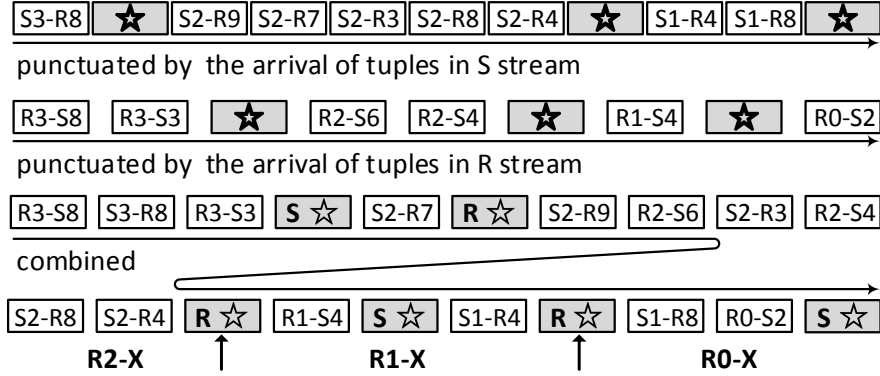 S3-R8 ☆ S2-R9 S2-R7 S2-R3 S2-R8 S2-R4 ☆ S1-R4 S1-R8 ☆
punctuated by the arrival of tuples in S stream
R3-S8 R3-S3 ☆ R2-S6 R2-S4 ☆ R1-S4 ☆ R0-S2
punctuated by the arrival of tuples in R stream
R3-S8 S3-R8 R3-S3 S ☆ S2-R7 R ☆ S2-R9 R2-S6 S2-R3 R2-S4
combined
S2-R8 S2-R4 R ☆ R1-S4 S ☆ S1-R4 R ☆ S1-R8 R0-S2 S ☆
R2-X R1-X R0-X